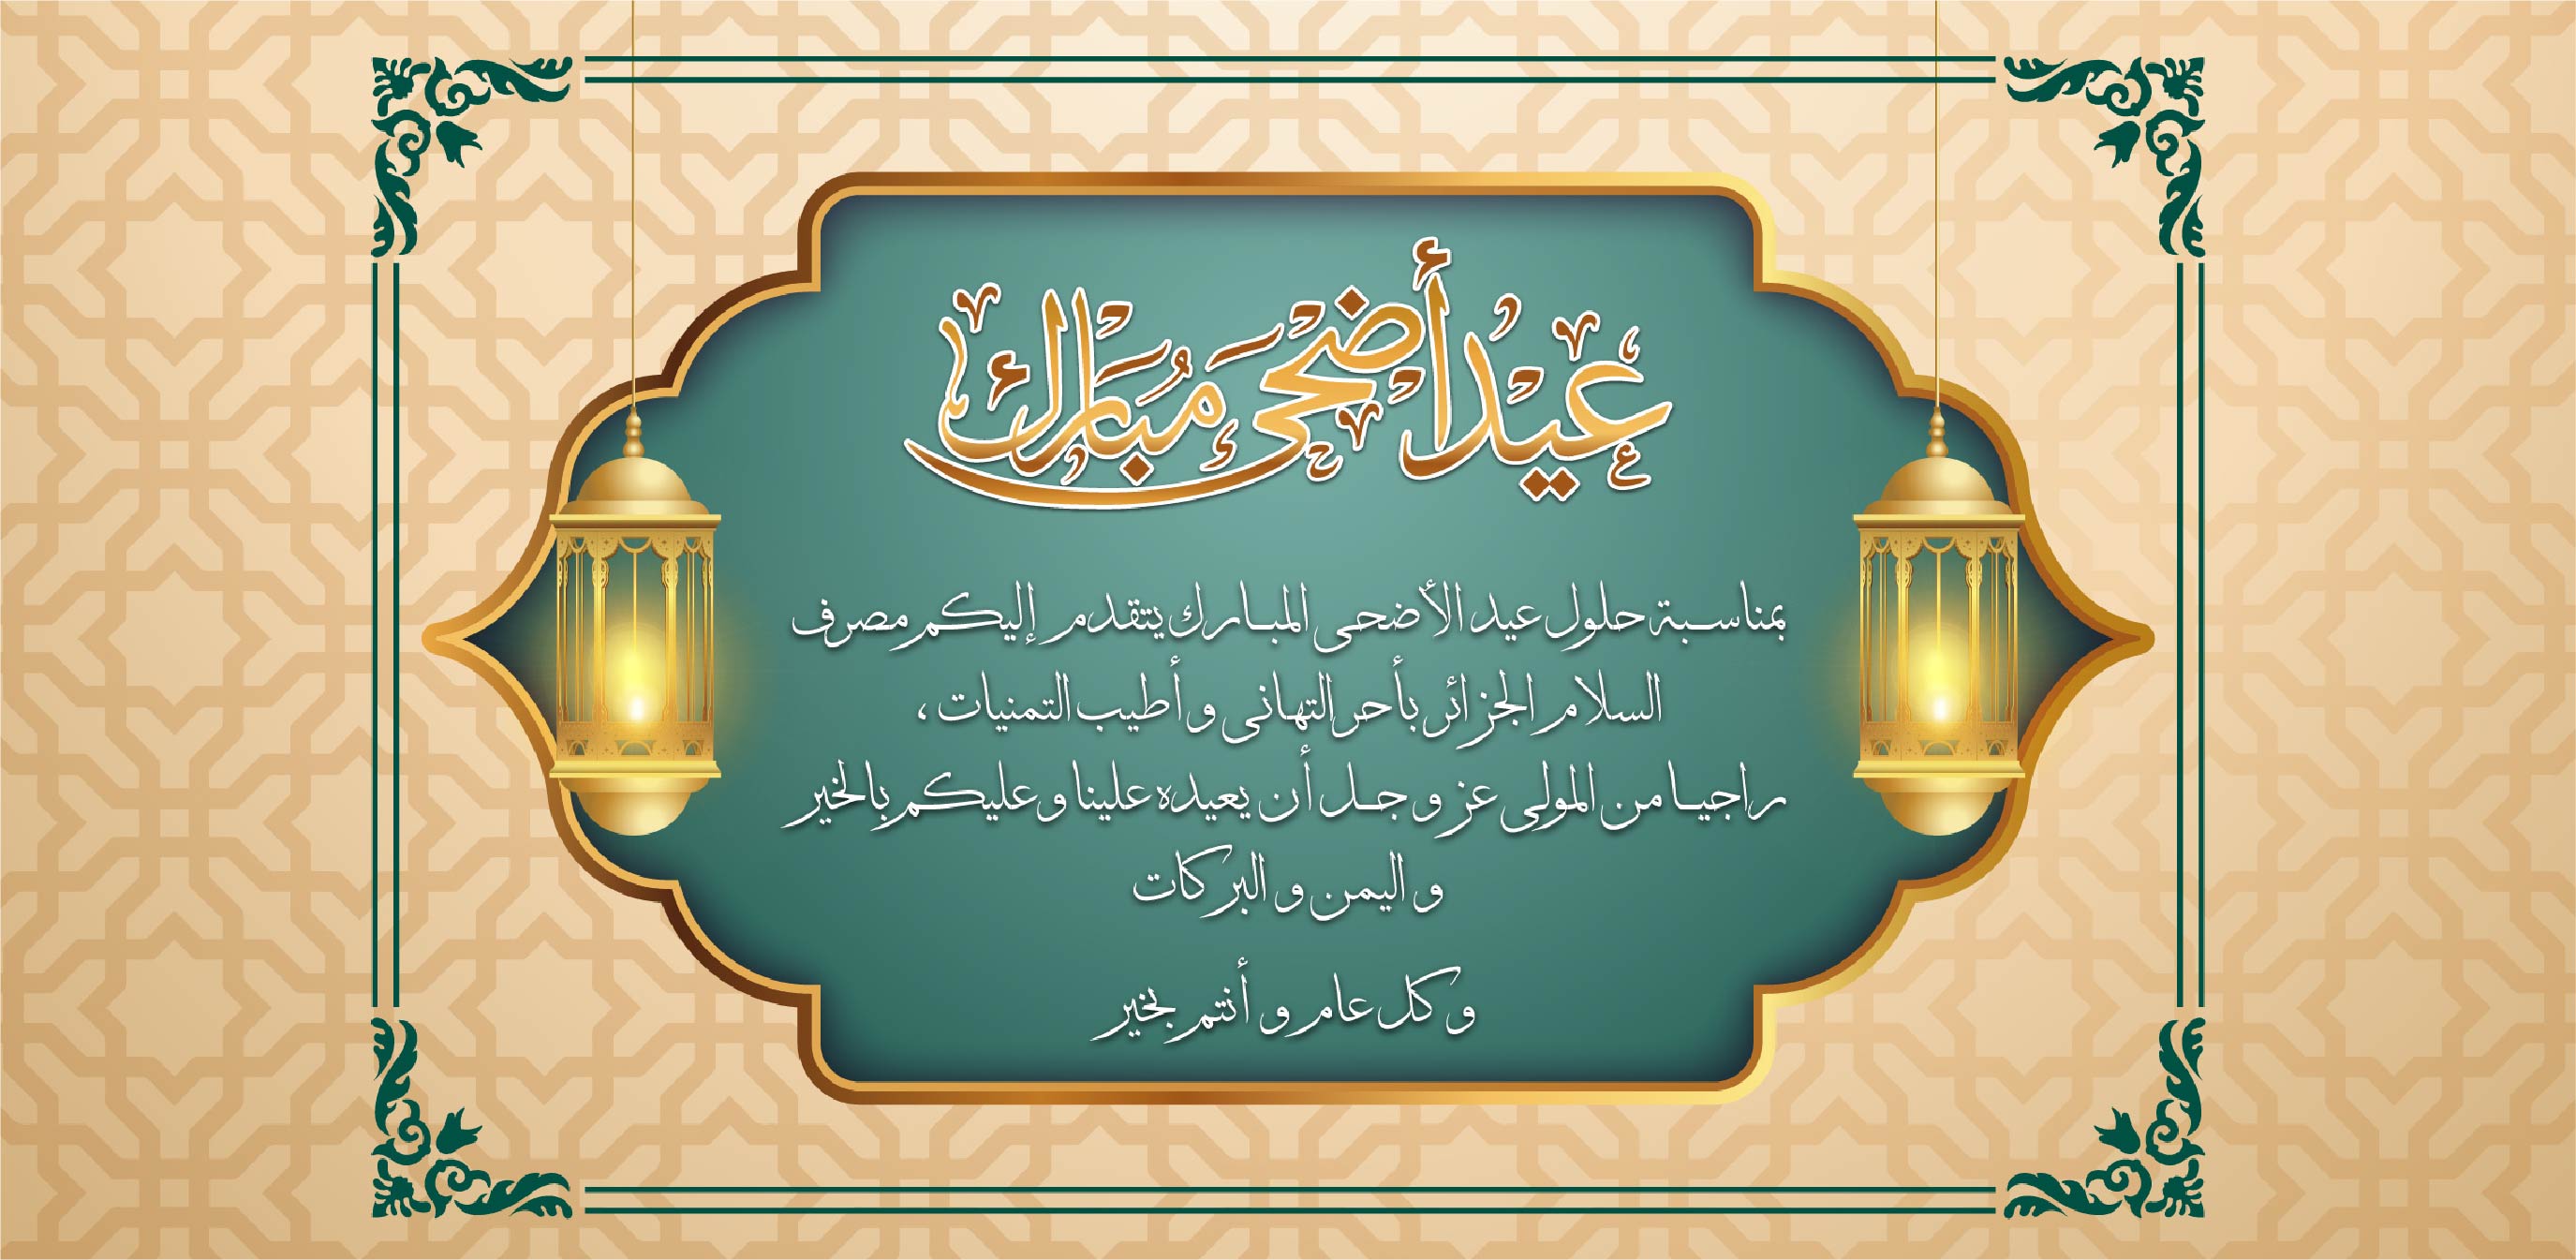 عيد أضحى مُبَارَك
بمناسبة حلول عيد الأضحى المبارك يتقدم إليكم مصرف
السلام الجزائر بأحر التهاني و أطيب التمنيات ،
راجيا من المولى عز و جل أن يعيده علينا و عليكم بالخير
و اليمن و البركات
و كل عام و أنتم بخير